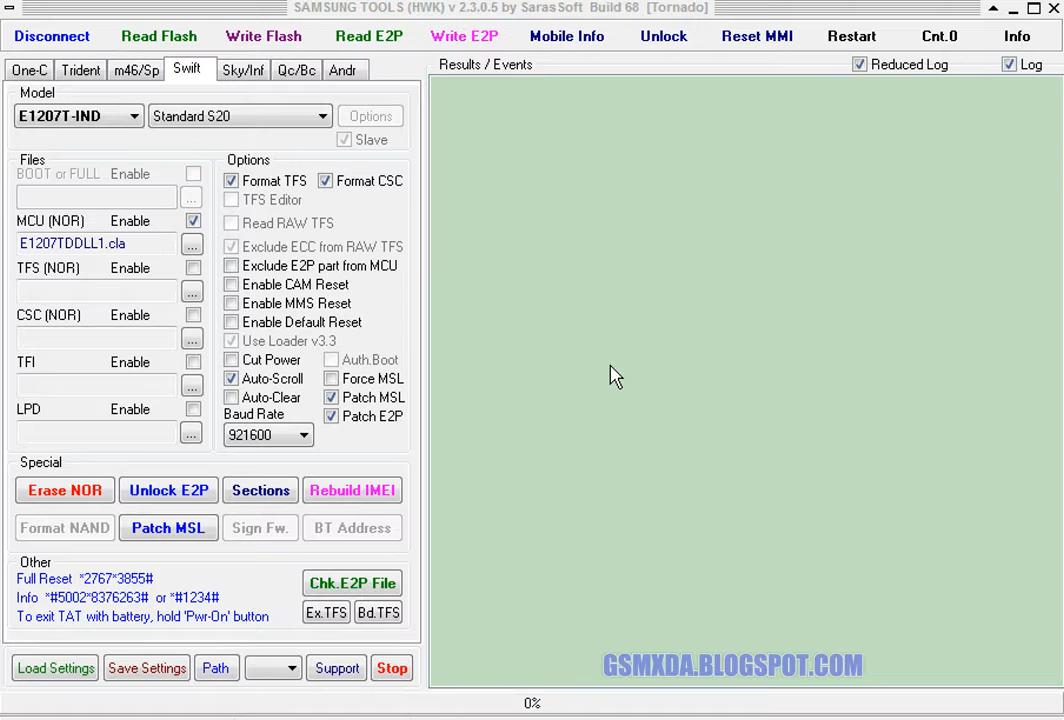 SAMSUNG TOOLS (HWK) v 2.3.0.5 by SarasSoft Build 68 [Tornado]
Disconnect Read Flash Write Flash Read E2P Write E2P Mobile Info Unlock Reset MMI Restart Cnt.0 Info
One-C Trident m46/Sp Swift Sky/Inf Qc/Bc Andr
Results / Events Reduced Log Log
Model
E1207T-IND Standard S20 Options
Slave
Files
BOOT or FULL Enable
...
MCU (NOR) Enable
E1207TDDLL1.cla ...
TFS (NOR) Enable
...
CSC (NOR) Enable
...
TFI Enable
...
LPD Enable
...
Options
Format TFS Format CSC
TFS Editor
Read RAW TFS
Exclude ECC from RAW TFS
Exclude E2P part from MCU
Enable CAM Reset
Enable MMS Reset
Enable Default Reset
Use Loader v3.3
Cut Power Auth.Boot
Auto-Scroll Force MSL
Auto-Clear Patch MSL
Baud Rate Patch E2P
921600
Special
Erase NOR Unlock E2P Sections Rebuild IMEI
Format NAND Patch MSL Sign Fw. BT Address
Other
Full Reset *2767*3855#
Info *#5002*8376263# or *#1234#
To exit TAT with battery, hold 'Pwr-On' button
Chk.E2P File
Ex.TFS Bd.TFS
Load Settings Save Settings Path Support Stop
GSMXDA.BLOGSPOT.COM
0%